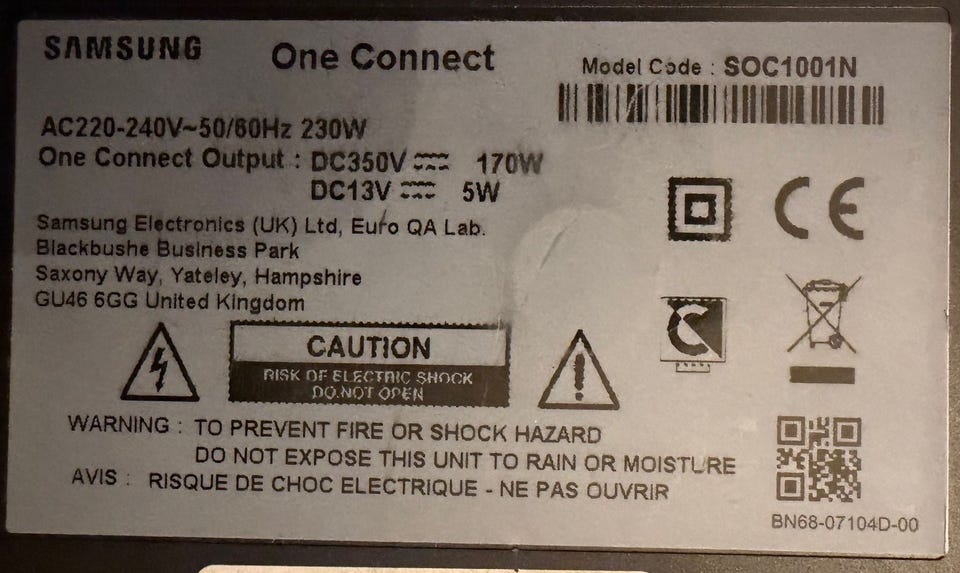 SAMSUNG
One Connect
Model Code : SOC1001N
AC220-240V~50/60Hz 230W
One Connect Output : DC350V ⎓ 170W
DC13V ⎓ 5W
Samsung Electronics (UK) Ltd, Euro QA Lab.
Blackbushe Business Park
Saxony Way, Yateley, Hampshire
GU46 6GG United Kingdom
CE
CAUTION
RISK OF ELECTRIC SHOCK
DO NOT OPEN
WARNING : TO PREVENT FIRE OR SHOCK HAZARD
DO NOT EXPOSE THIS UNIT TO RAIN OR MOISTURE
AVIS : RISQUE DE CHOC ELECTRIQUE - NE PAS OUVRIR
BN68-07104D-00